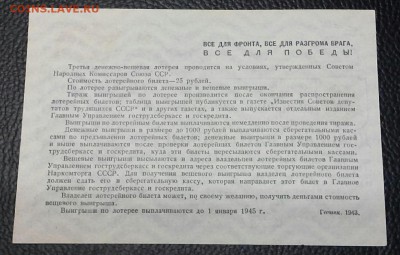 COINS.LAVE.RU
ВСЕ ДЛЯ ФРОНТА, ВСЕ ДЛЯ РАЗГРОМА ВРАГА,
ВСЕ ДЛЯ ПОБЕДЫ!
Третья денежно-вещевая лотерея проводится на условиях, утвержденных Советом
Народных Комиссаров Союза ССР.
Стоимость лотерейного билета—25 рублей.
По лотерее разыгрываются денежные и вещевые выигрыши.
Тираж выигрышей по лотерее производится после окончания распространения
лотерейных билетов; таблица выигрышей публикуется в газете „Известия Советов депу-
татов трудящихся СССР“ и в других газетах, а также выпускается отдельным изданием
Главным Управлением гострудсберкасс и госкредита.
Выигрыши по лотерейным билетам выплачиваются немедленно после проведения тиража.
Денежные выигрыши в размере до 1000 рублей выплачиваются сберегательными кас-
сами по предъявлении лотерейного билета; денежные выигрыши в размере 1000 рублей
и выше выплачиваются после проверки лотерейных билетов Главным Управлением гос-
трудсберкасс и госкредита, куда эти билеты пересылаются сберегательными кассами.
Вещевые выигрыши высылаются в адреса владельцев лотерейных билетов Главным
Управлением гострудсберкасс и госкредита через соответствующие торгующие организации
Наркомторга СССР. Для получения вещевого выигрыша владелец лотерейного билета
должен сдать его в сберегательную кассу, которая направляет этот билет в Главное
Управление гострудсберкасс и госкредита.
Владелец лотерейного билета может, по своему желанию, получить деньгами стоимость
вещевого выигрыша.
Выигрыши по лотерее выплачиваются до 1 января 1945 г.
Гознак. 1943.